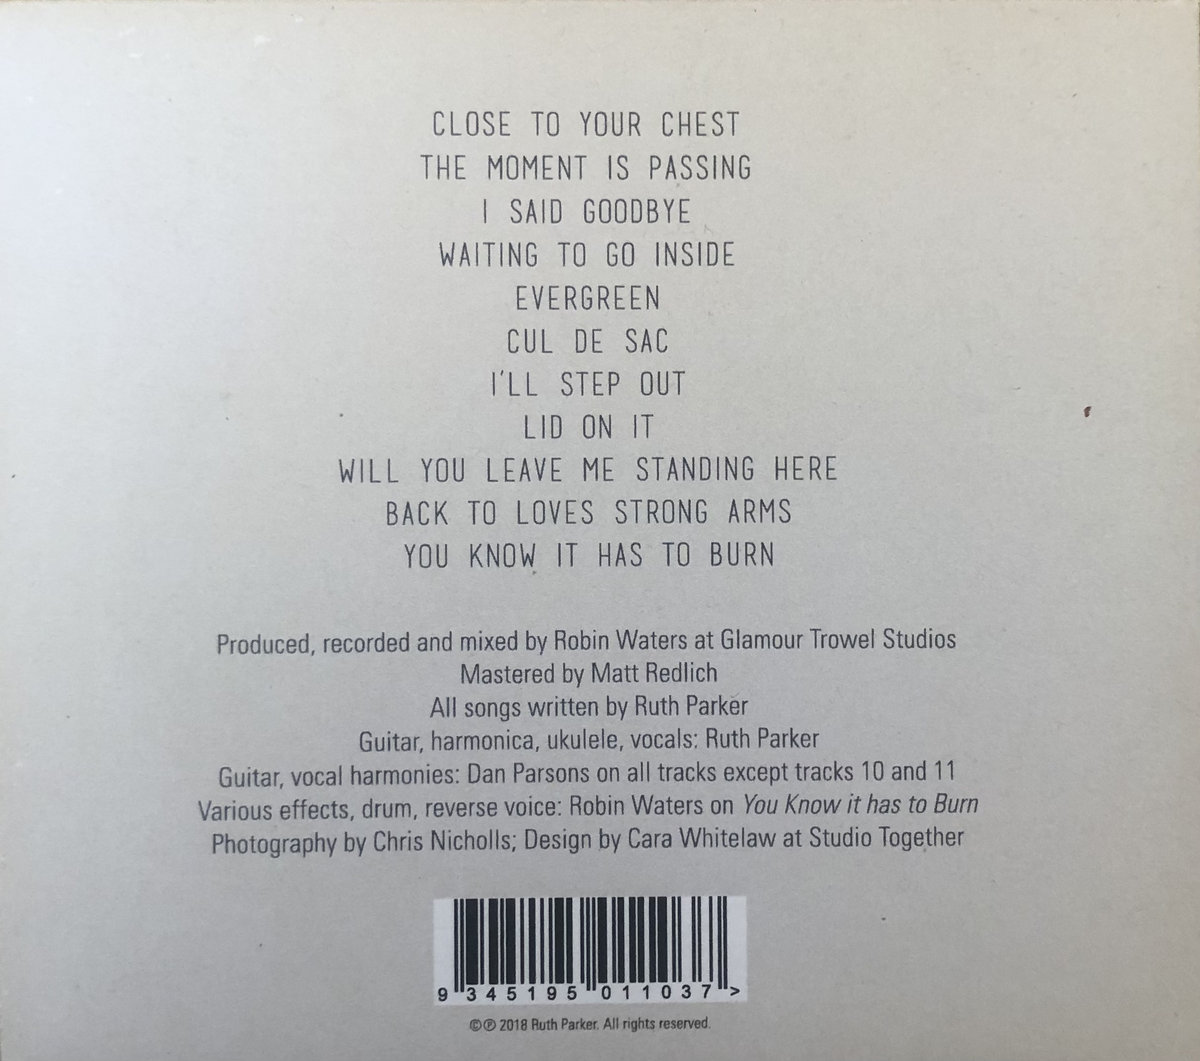 CLOSE TO YOUR CHEST
THE MOMENT IS PASSING
I SAID GOODBYE
WAITING TO GO INSIDE
EVERGREEN
CUL DE SAC
I'LL STEP OUT
LID ON IT
WILL YOU LEAVE ME STANDING HERE
BACK TO LOVES STRONG ARMS
YOU KNOW IT HAS TO BURN
Produced, recorded and mixed by Robin Waters at Glamour Trowel Studios
Mastered by Matt Redlich
All songs written by Ruth Parker
Guitar, harmonica, ukulele, vocals: Ruth Parker
Guitar, vocal harmonies: Dan Parsons on all tracks except tracks 10 and 11
Various effects, drum, reverse voice: Robin Waters on You Know it has to Burn
Photography by Chris Nicholls; Design by Cara Whitelaw at Studio Together
9 345195 011037 >
©℗ 2018 Ruth Parker. All rights reserved.